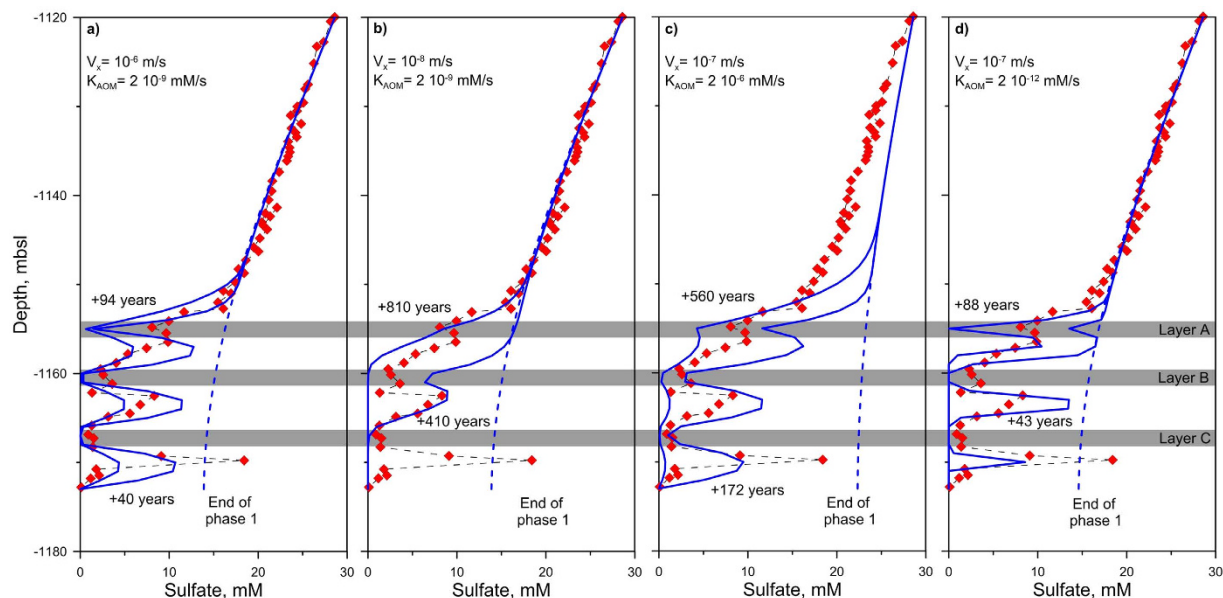 a)
Vx= 10-6 m/s
KAOM= 2 10-9 mM/s
+94 years
+40 years
End of
phase 1
b)
Vx= 10-8 m/s
KAOM= 2 10-9 mM/s
+810 years
+410 years
End of
phase 1
c)
Vx= 10-7 m/s
KAOM= 2 10-6 mM/s
+560 years
+172 years
End of
phase 1
d)
Vx= 10-7 m/s
KAOM= 2 10-12 mM/s
+88 years
Layer A
Layer B
+43 years
Layer C
End of
phase 1
-1120
-1140
-1160
-1180
Depth, mbsl
0 10 20 30
Sulfate, mM
0 10 20 30
Sulfate, mM
0 10 20 30
Sulfate, mM
0 10 20 30
Sulfate, mM